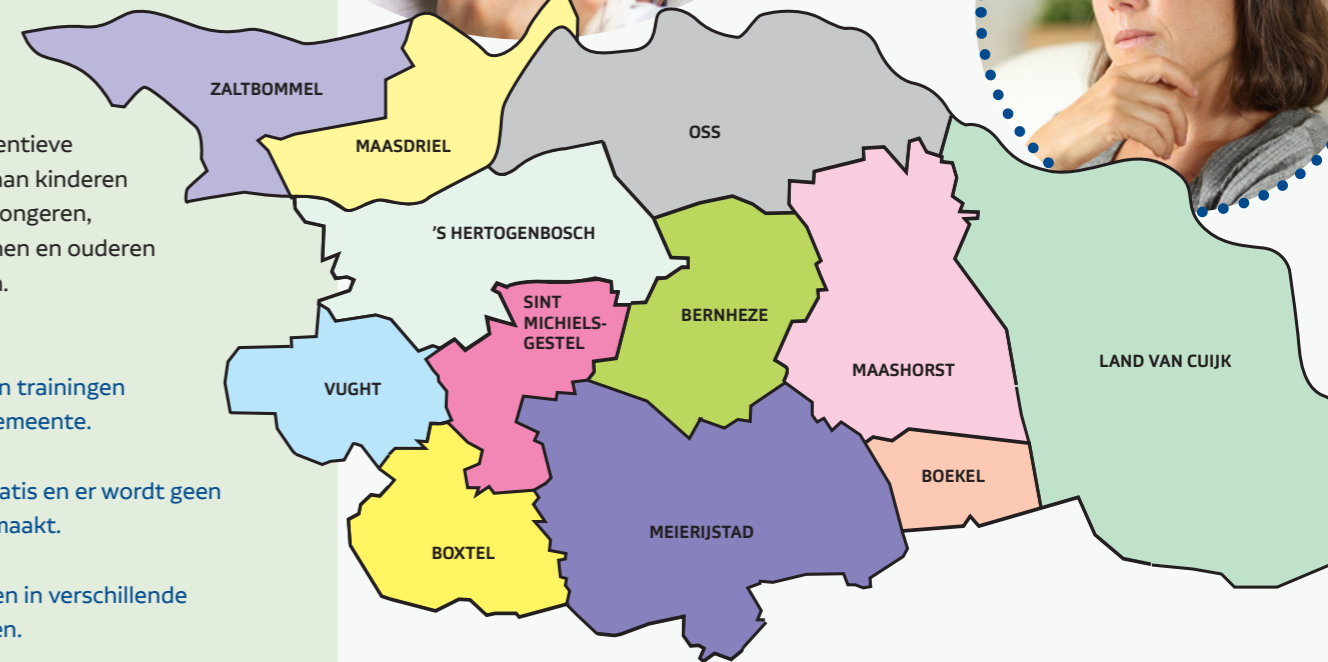 entieve
aan kinderen
ongeren,
en en ouderen
n trainingen
emeente.
atis en er wordt geen
maakt.
en in verschillende
en.
ZALTBOMMEL
MAASDRIEL
OSS
'S HERTOGENBOSCH
SINT
MICHIELS-
GESTEL
BERNHEZE
MAASHORST
LAND VAN CUIJK
VUGHT
BOEKEL
MEIERIJSTAD
BOXTEL